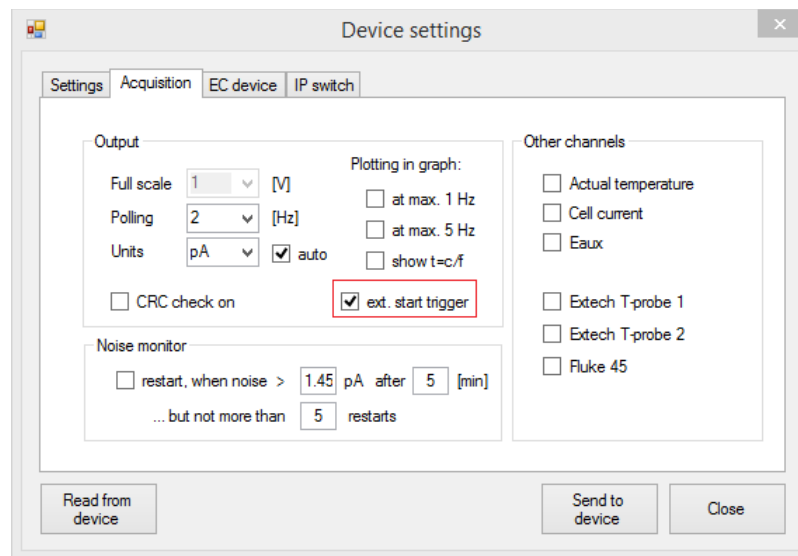 Device settings
Settings Acquisition EC device IP switch
Output
Full scale 1 [V]
Polling 2 [Hz]
Units pA auto
CRC check on
Plotting in graph:
at max. 1 Hz
at max. 5 Hz
show t=c/f
ext. start trigger
Noise monitor
restart, when noise > 1.45 pA after 5 [min]
... but not more than 5 restarts
Other channels
Actual temperature
Cell current
Eaux
Extech T-probe 1
Extech T-probe 2
Fluke 45
Read from
device
Send to
device
Close